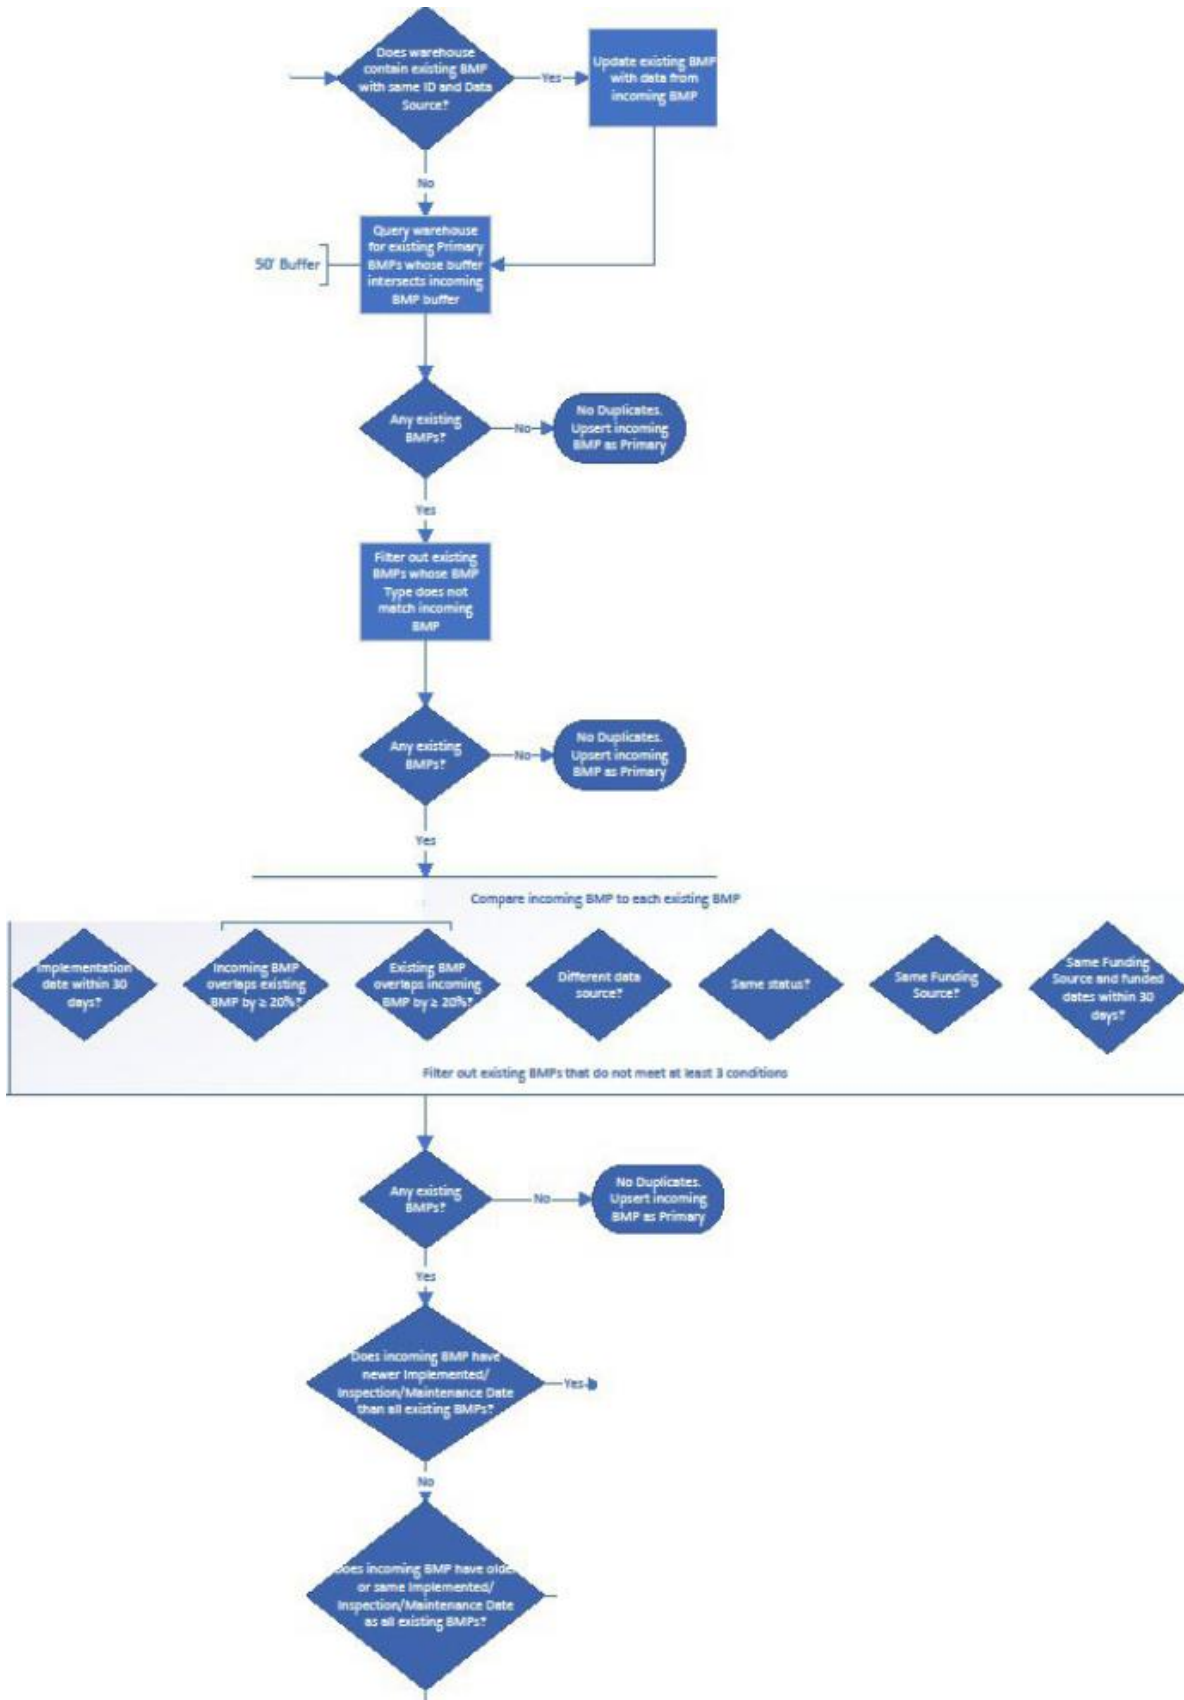 Does warehouse
contain existing BMP
with same ID and Data
Source?
Yes
Update existing BMP
with data from
incoming BMP
No
Query warehouse
for existing Primary
BMPs whose buffer
intersects incoming
BMP buffer
50' Buffer
Any existing
BMPs?
No
No Duplicates.
Upsert incoming
BMP as Primary
Yes
Filter out existing
BMPs whose BMP
Type does not
match incoming
BMP
Any existing
BMPs?
No
No Duplicates.
Upsert incoming
BMP as Primary
Yes
Compare incoming BMP to each existing BMP
Implementation
date within 30
days?
Incoming BMP
overlaps existing
BMP by ≥ 20%?
Existing BMP
overlaps incoming
BMP by ≥ 20%?
Different data
source?
Same status?
Same Funding
Source?
Same Funding
Source and funded
dates within 30
days?
Filter out existing BMPs that do not meet at least 3 conditions
Any existing
BMPs?
No
No Duplicates.
Upsert incoming
BMP as Primary
Yes
Does incoming BMP have
newer Implemented/
Inspection/Maintenance Date
than all existing BMPs?
Yes
No
Does incoming BMP have older
or same Implemented/
Inspection/Maintenance Date
as all existing BMPs?